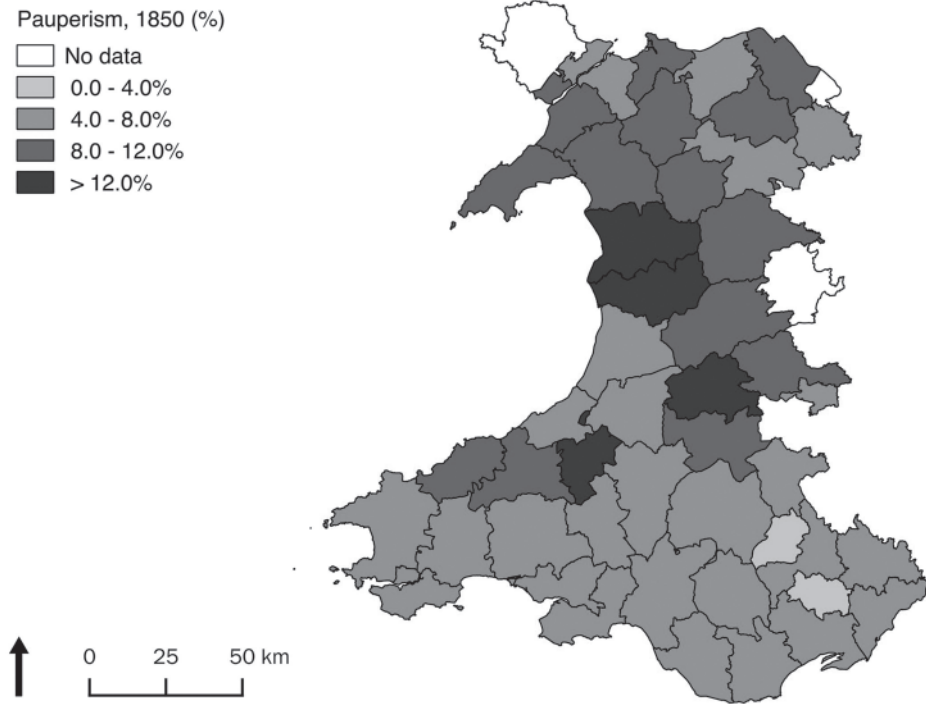 Pauperism, 1850 (%)
No data
0.0 - 4.0%
4.0 - 8.0%
8.0 - 12.0%
> 12.0%
0 25 50 km